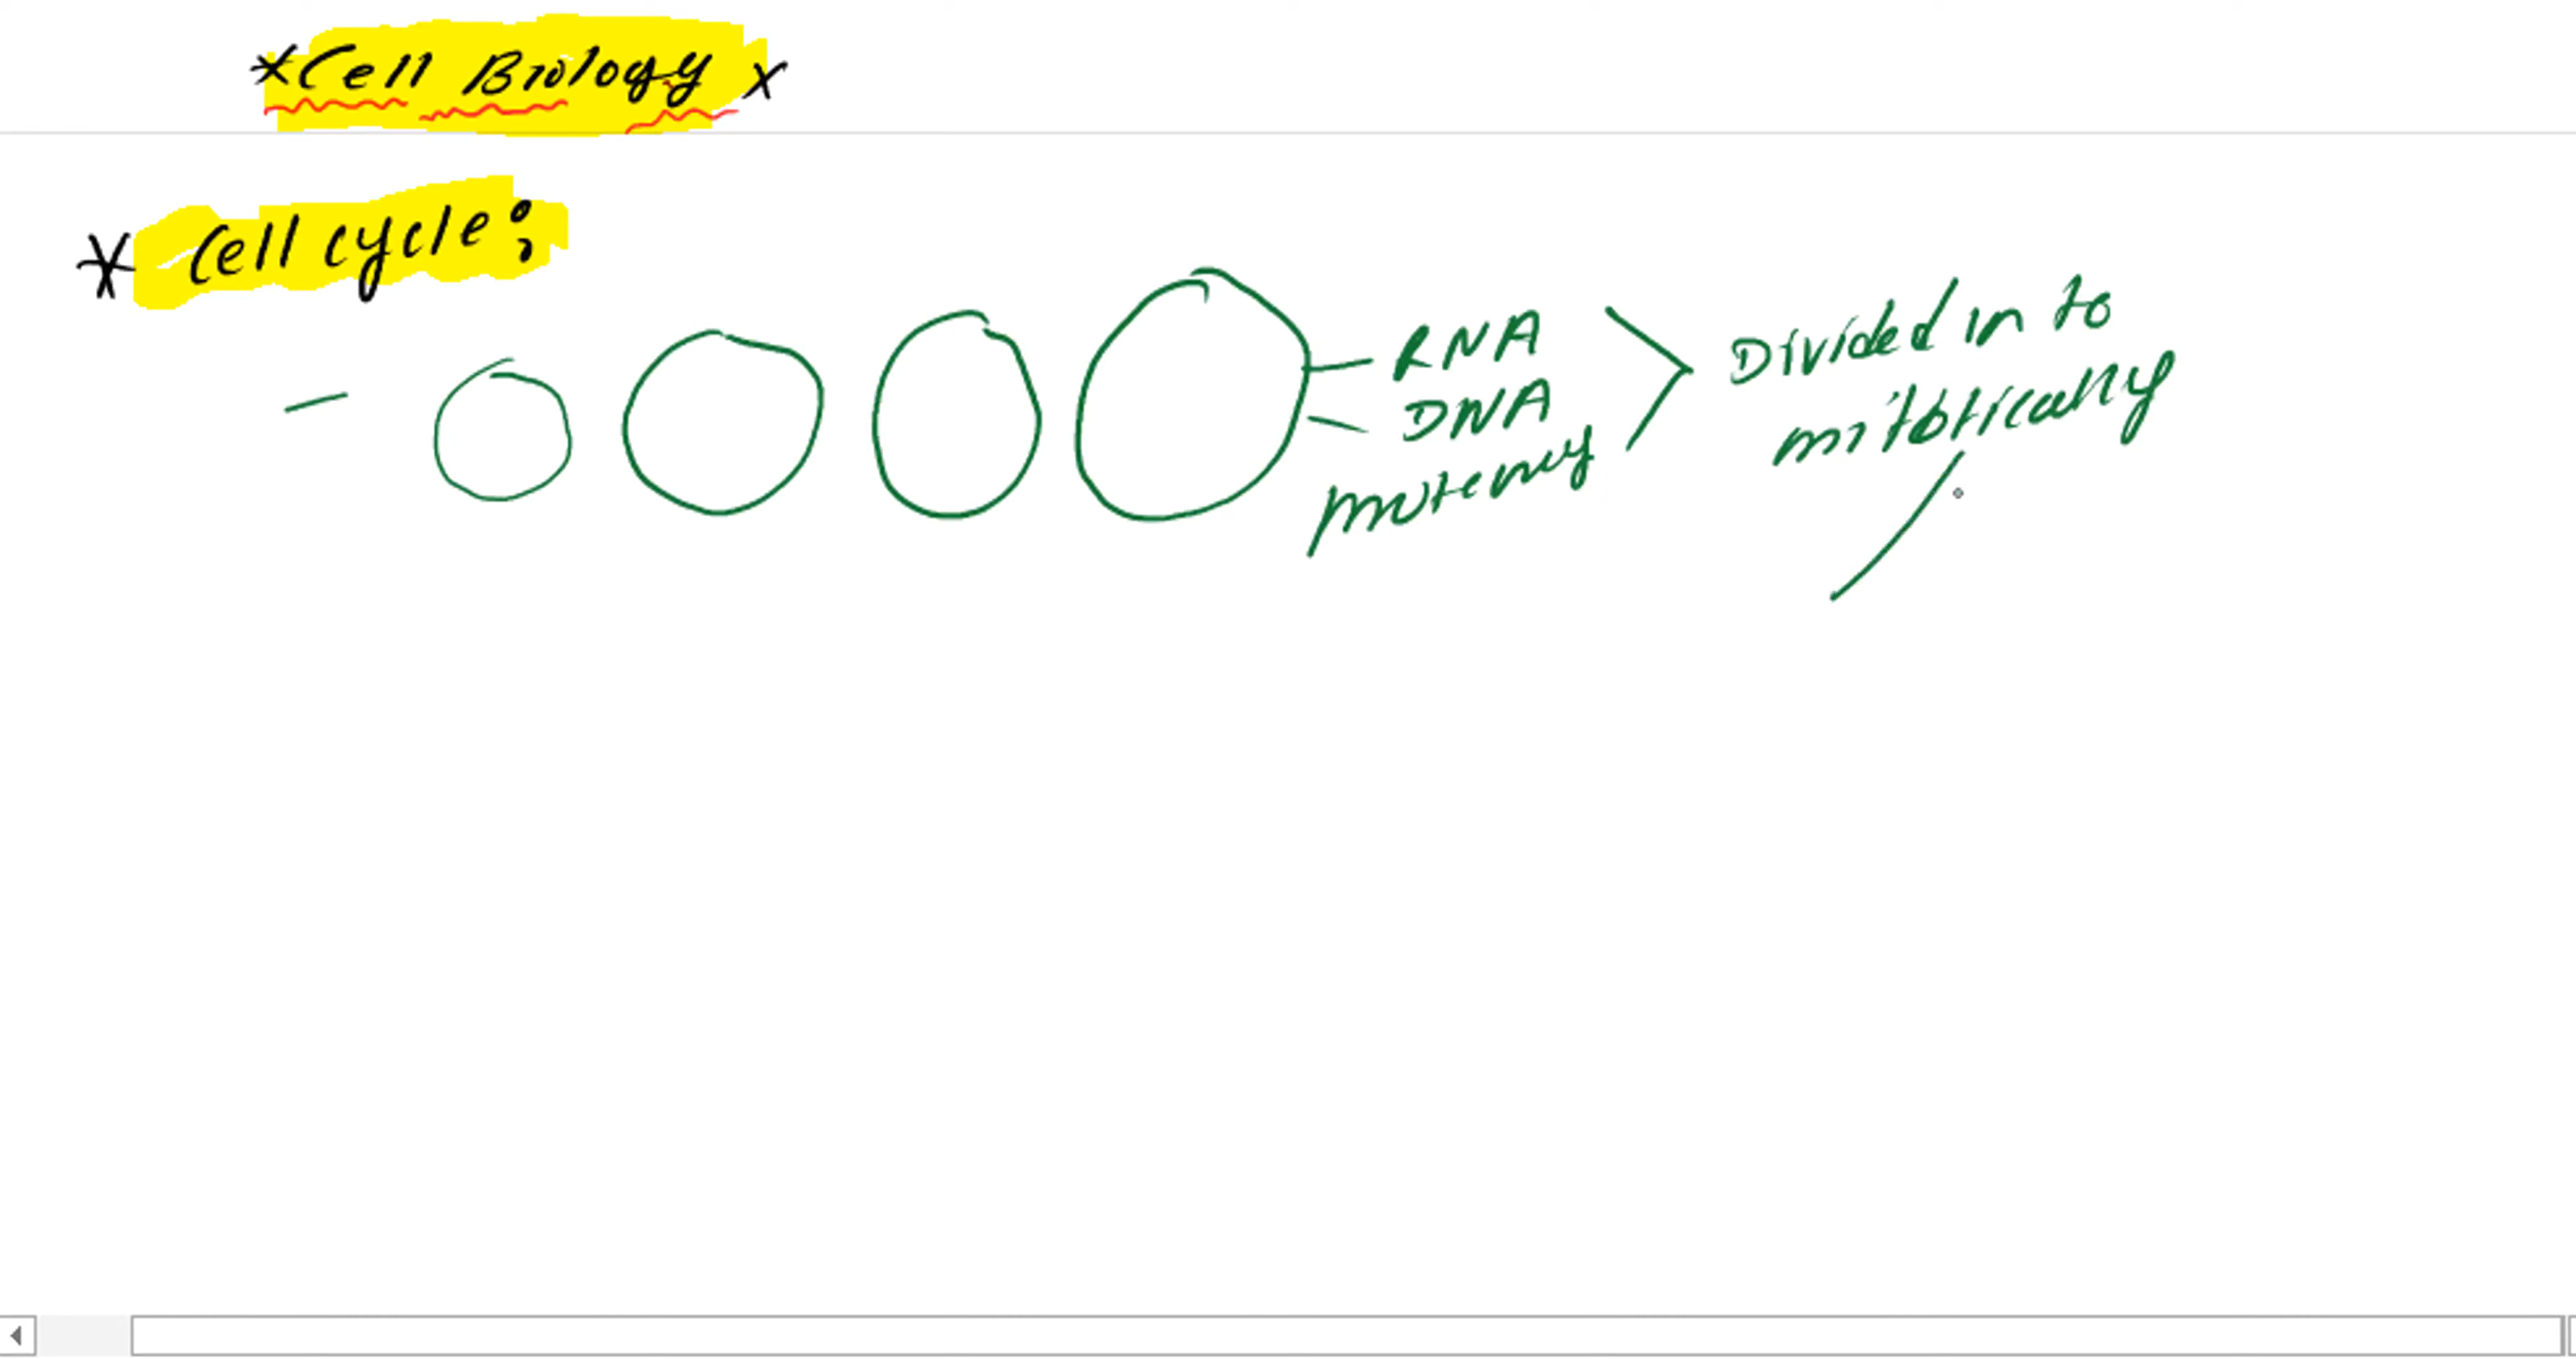 *Cell Biology x
* Cell cycle:
- RNA
- DNA
Divided in to
mitotically